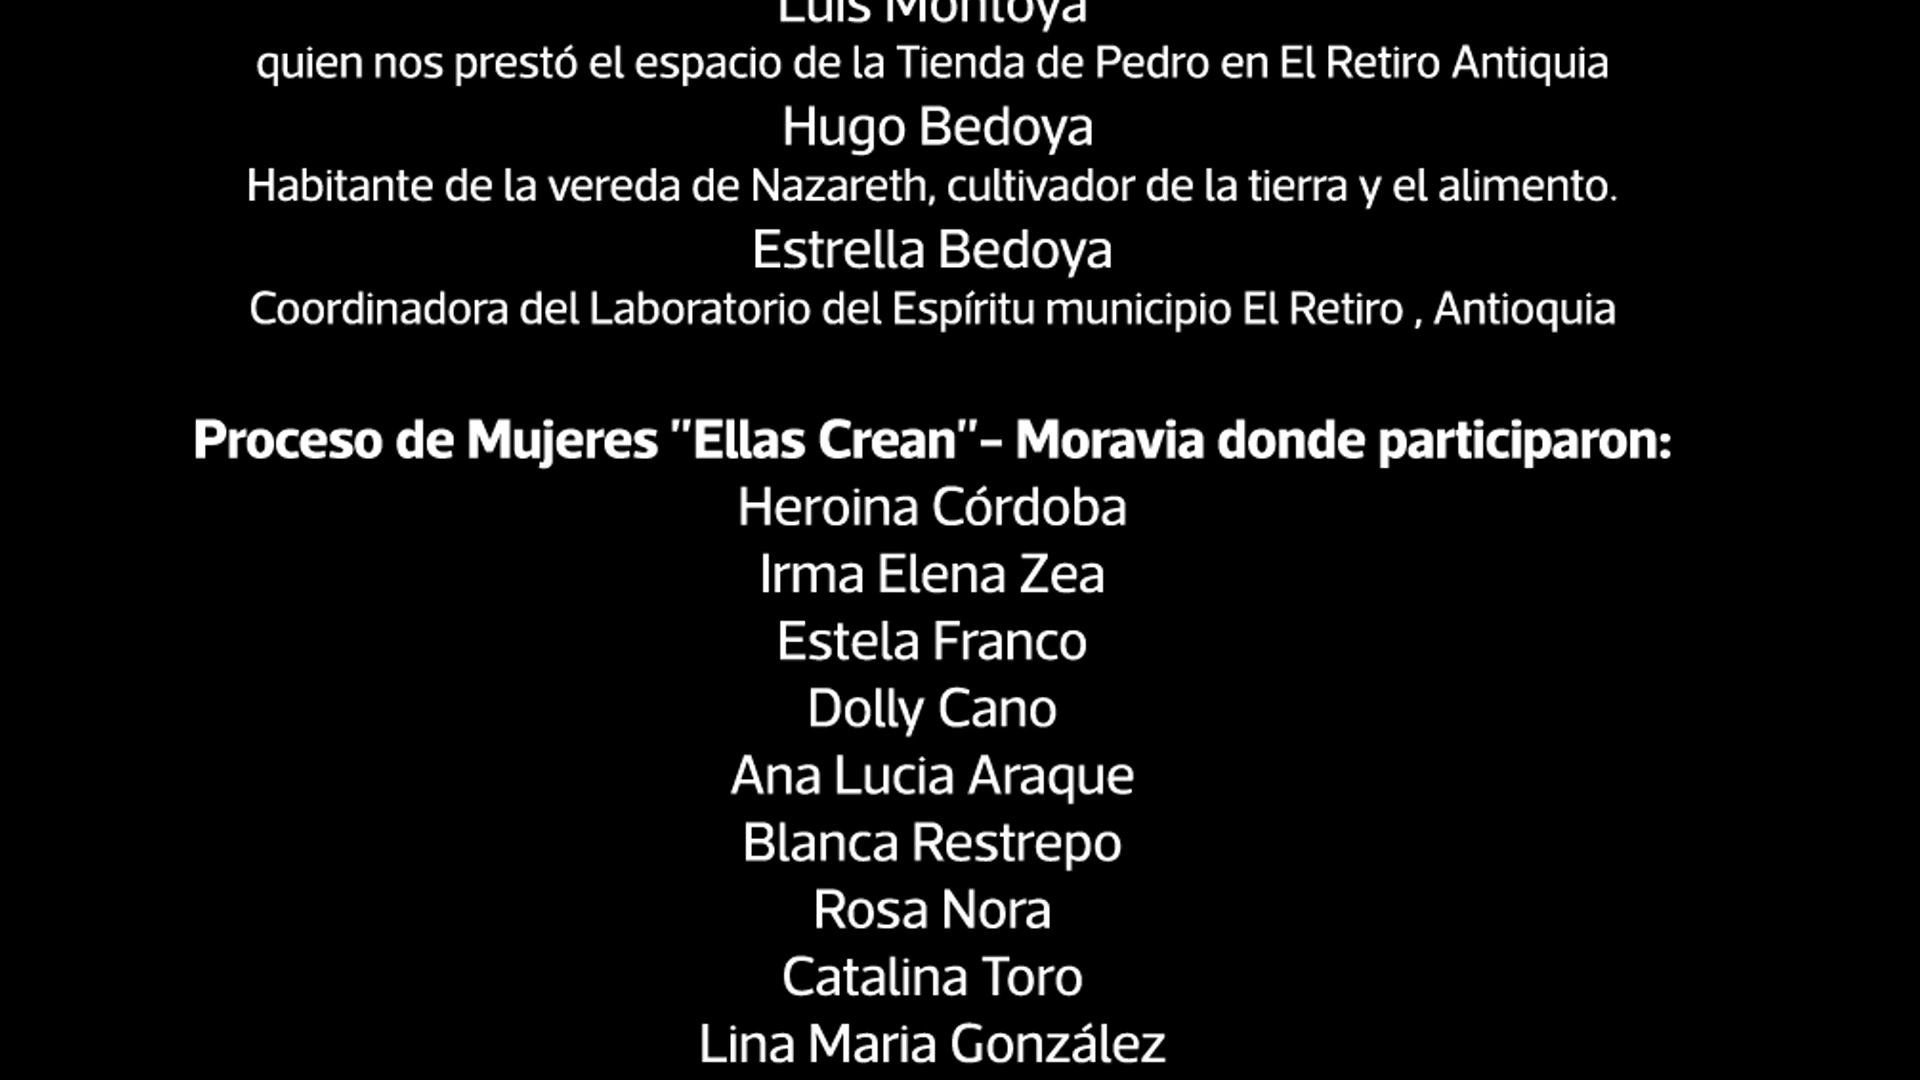 Luis Montoya
quien nos prestó el espacio de la Tienda de Pedro en El Retiro Antiquia
Hugo Bedoya
Habitante de la vereda de Nazareth, cultivador de la tierra y el alimento.
Estrella Bedoya
Coordinadora del Laboratorio del Espíritu municipio El Retiro , Antioquia
Proceso de Mujeres "Ellas Crean"- Moravia donde participaron:
Heroina Córdoba
Irma Elena Zea
Estela Franco
Dolly Cano
Ana Lucia Araque
Blanca Restrepo
Rosa Nora
Catalina Toro
Lina Maria González